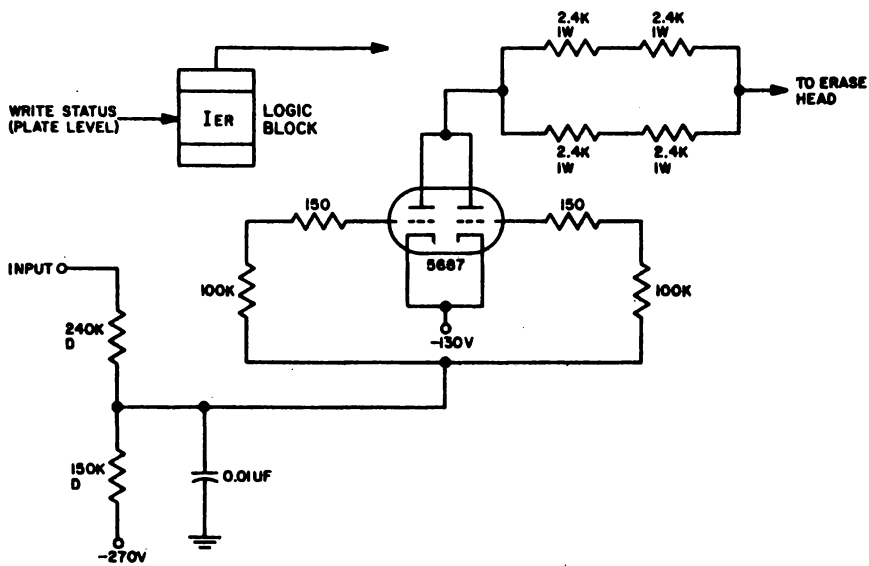 2.4K
1W
2.4K
1W
TO ERASE
HEAD
WRITE STATUS
(PLATE LEVEL)
IER
LOGIC
BLOCK
2.4K
1W
2.4K
1W
150
150
5687
INPUT
100K
100K
-130V
240K
D
150K
D
0.01UF
-270V